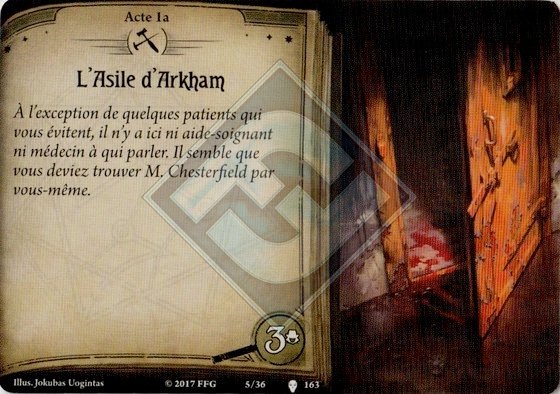 Acte 1a
L'Asile d'Arkham
À l'exception de quelques patients qui
vous évitent, il n'y a ici ni aide-soignant
ni médecin à qui parler. Il semble que
vous deviez trouver M. Chesterfield par
vous-même.
3
Illus. Jokubas Uogintas © 2017 FFG 5/36 163